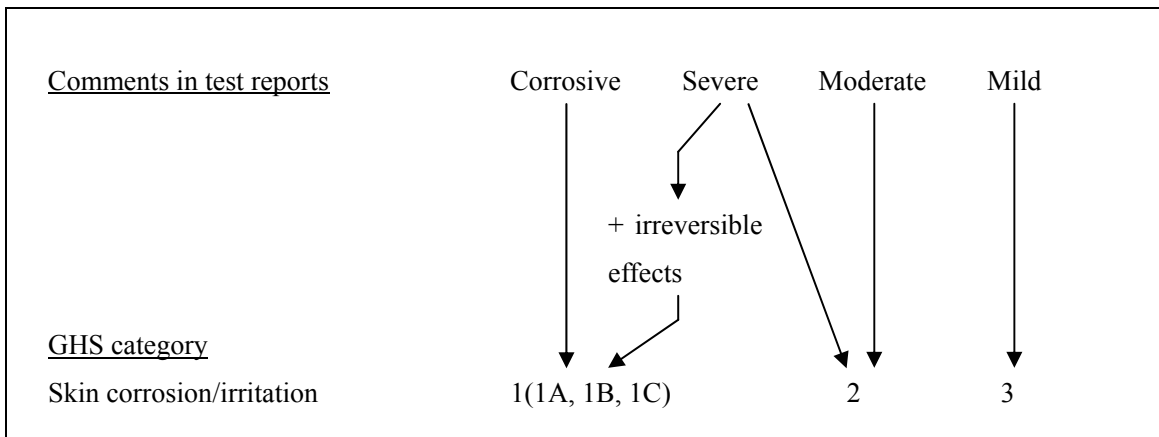 Comments in test reports Corrosive Severe Moderate Mild
+ irreversible
effects
GHS category
Skin corrosion/irritation 1(1A, 1B, 1C) 2 3